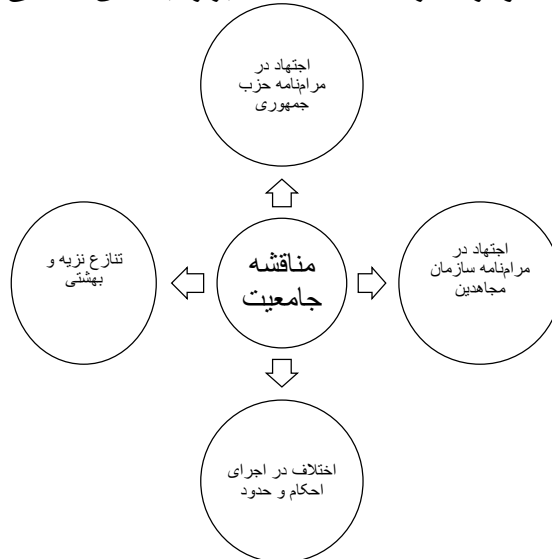 اجتهاد در
مرامنامه حزب
جمهوری
تنازع نزیه و
بهشتی
مناقشه
جامعیت
اجتهاد در
مرامنامه سازمان
مجاهدین
اختلاف در اجرای
احکام و حدود